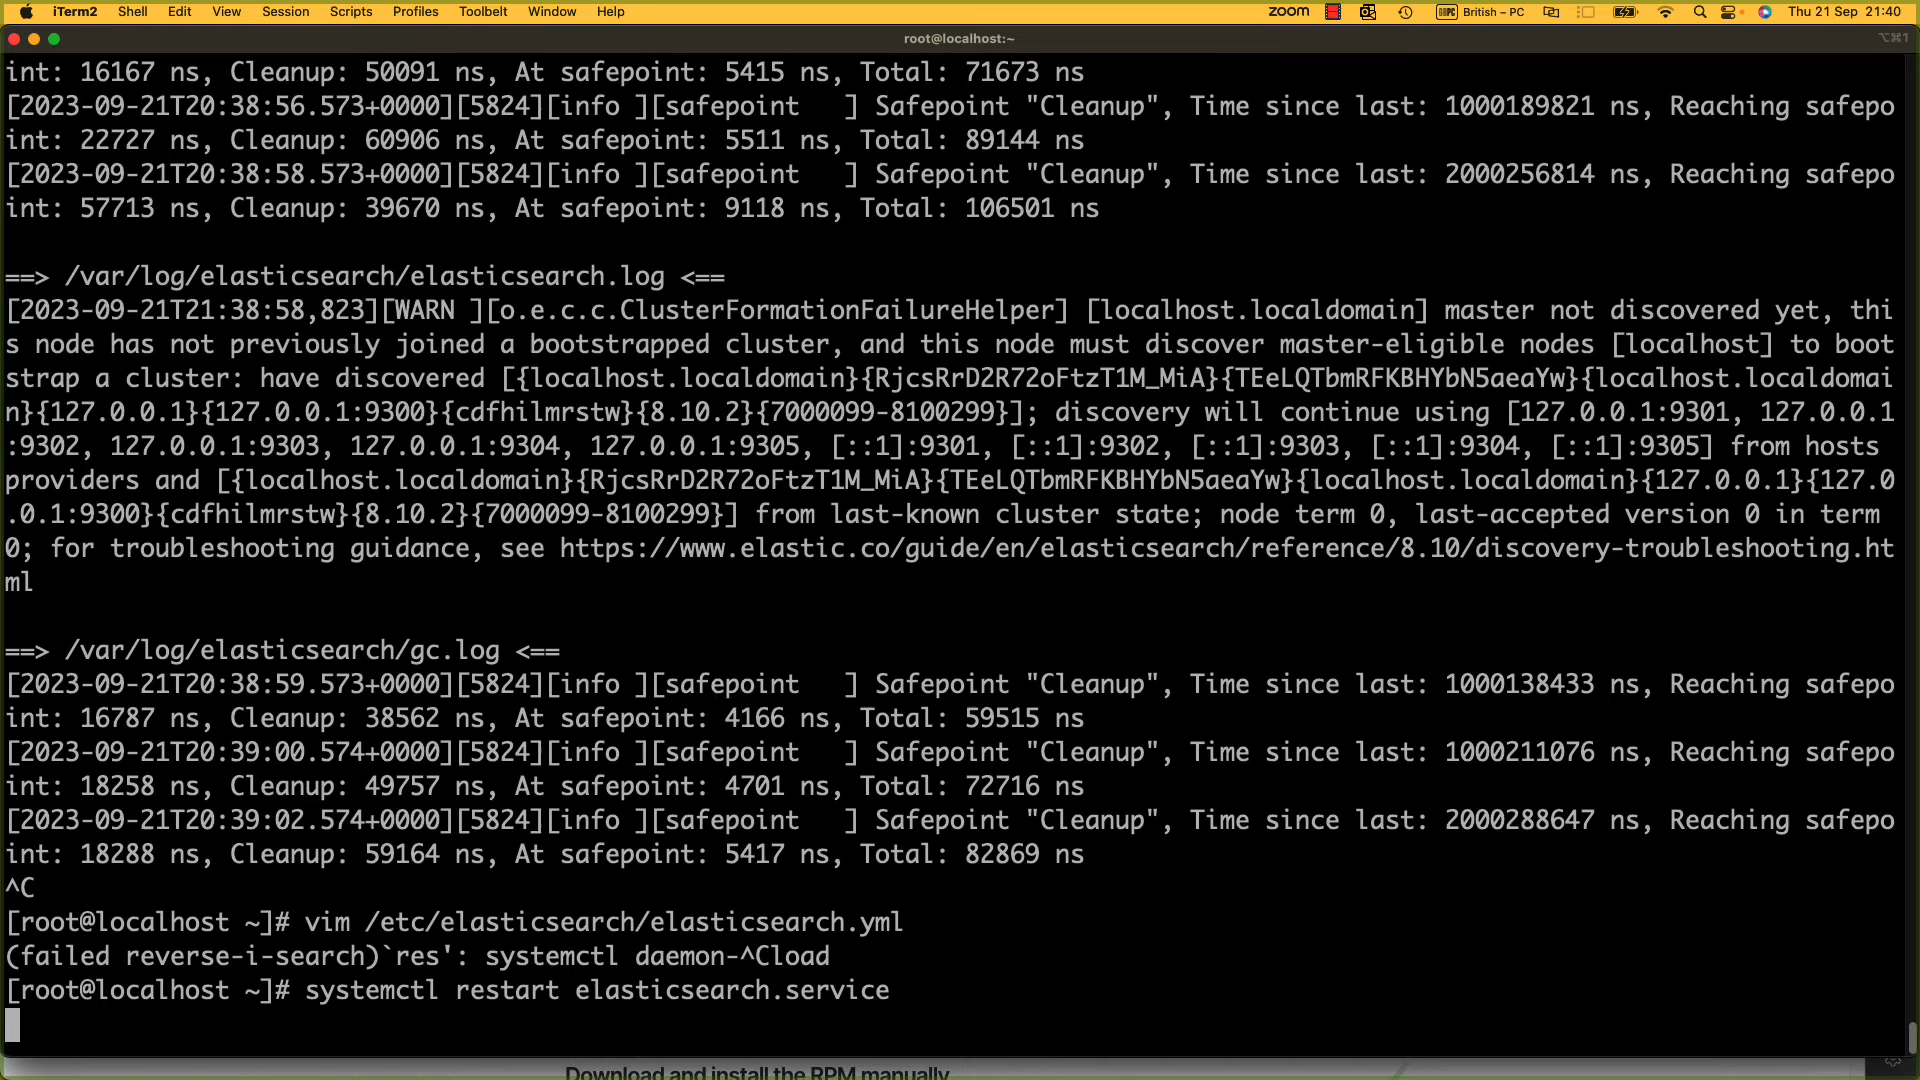 iTerm2 Shell Edit View Session Scripts Profiles Toolbelt Window Help zoom British – PC Thu 21 Sep 21:40
root@localhost:~ ⌥⌘1
int: 16167 ns, Cleanup: 50091 ns, At safepoint: 5415 ns, Total: 71673 ns
[2023-09-21T20:38:56.573+0000][5824][info ][safepoint   ] Safepoint "Cleanup", Time since last: 1000189821 ns, Reaching safepo
int: 22727 ns, Cleanup: 60906 ns, At safepoint: 5511 ns, Total: 89144 ns
[2023-09-21T20:38:58.573+0000][5824][info ][safepoint   ] Safepoint "Cleanup", Time since last: 2000256814 ns, Reaching safepo
int: 57713 ns, Cleanup: 39670 ns, At safepoint: 9118 ns, Total: 106501 ns
==> /var/log/elasticsearch/elasticsearch.log <==
[2023-09-21T21:38:58,823][WARN ][o.e.c.c.ClusterFormationFailureHelper] [localhost.localdomain] master not discovered yet, thi
s node has not previously joined a bootstrapped cluster, and this node must discover master-eligible nodes [localhost] to boot
strap a cluster: have discovered [{localhost.localdomain}{RjcsRrD2R72oFtzT1M_MiA}{TEeLQTbmRFKBHYbN5aeaYw}{localhost.localdomai
n}{127.0.0.1}{127.0.0.1:9300}{cdfhilmrstw}{8.10.2}{7000099-8100299}]; discovery will continue using [127.0.0.1:9301, 127.0.0.1
:9302, 127.0.0.1:9303, 127.0.0.1:9304, 127.0.0.1:9305, [::1]:9301, [::1]:9302, [::1]:9303, [::1]:9304, [::1]:9305] from hosts
providers and [{localhost.localdomain}{RjcsRrD2R72oFtzT1M_MiA}{TEeLQTbmRFKBHYbN5aeaYw}{localhost.localdomain}{127.0.0.1}{127.0
.0.1:9300}{cdfhilmrstw}{8.10.2}{7000099-8100299}] from last-known cluster state; node term 0, last-accepted version 0 in term
0; for troubleshooting guidance, see https://www.elastic.co/guide/en/elasticsearch/reference/8.10/discovery-troubleshooting.ht
ml
==> /var/log/elasticsearch/gc.log <==
[2023-09-21T20:38:59.573+0000][5824][info ][safepoint   ] Safepoint "Cleanup", Time since last: 1000138433 ns, Reaching safepo
int: 16787 ns, Cleanup: 38562 ns, At safepoint: 4166 ns, Total: 59515 ns
[2023-09-21T20:39:00.574+0000][5824][info ][safepoint   ] Safepoint "Cleanup", Time since last: 1000211076 ns, Reaching safepo
int: 18258 ns, Cleanup: 49757 ns, At safepoint: 4701 ns, Total: 72716 ns
[2023-09-21T20:39:02.574+0000][5824][info ][safepoint   ] Safepoint "Cleanup", Time since last: 2000288647 ns, Reaching safepo
int: 18288 ns, Cleanup: 59164 ns, At safepoint: 5417 ns, Total: 82869 ns
^C
[root@localhost ~]# vim /etc/elasticsearch/elasticsearch.yml
(failed reverse-i-search)`res': systemctl daemon-^Cload
[root@localhost ~]# systemctl restart elasticsearch.service
Download and install the RPM manually